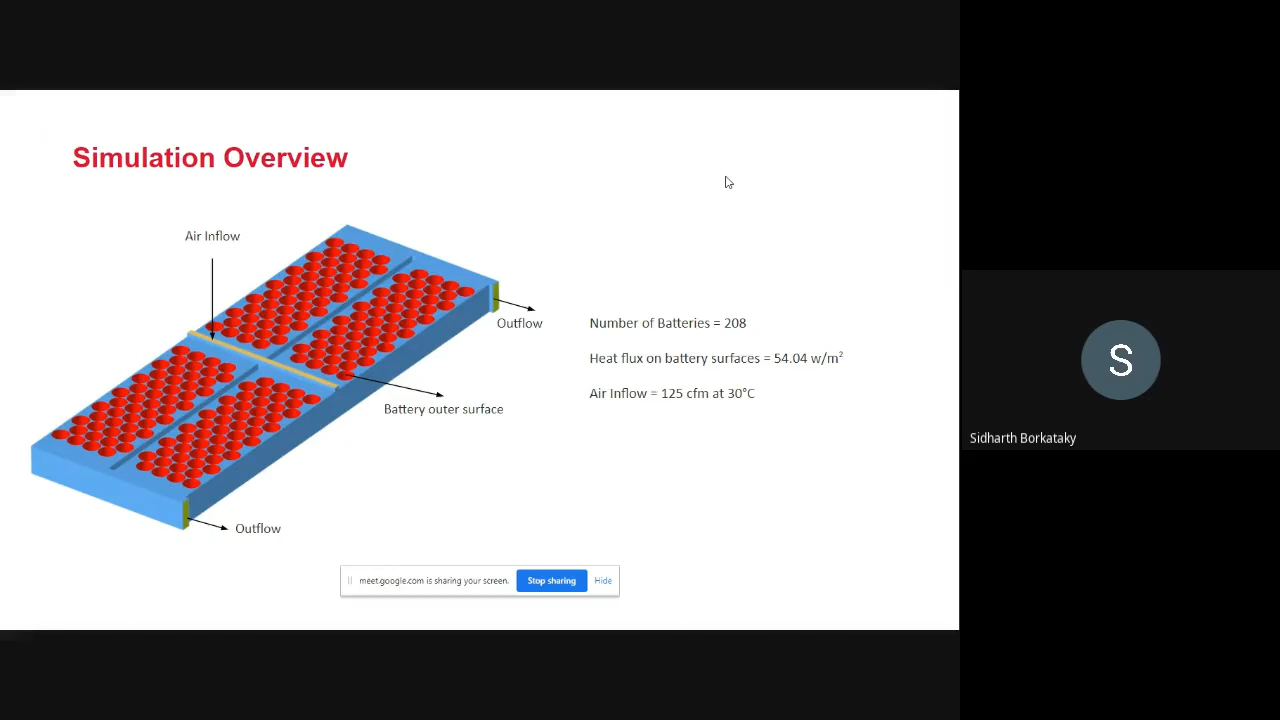 Simulation Overview
Air Inflow
Outflow
Number of Batteries = 208
Heat flux on battery surfaces = 54.04 w/m²
Air Inflow = 125 cfm at 30°C
Battery outer surface
Outflow
meet.google.com is sharing your screen.
Stop sharing
Hide
S
Sidharth Borkataky